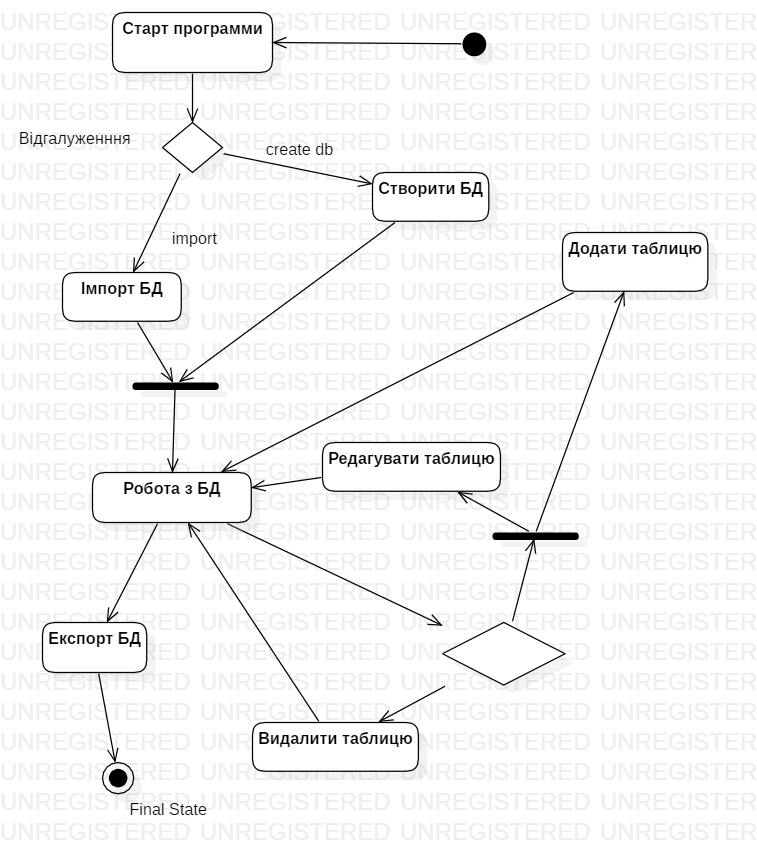 Старт программи
Відгалуженння
create db
Створити БД
import
Додати таблицю
Імпорт БД
Редагувати таблицю
Робота з БД
Експорт БД
Видалити таблицю
Final State
UNREGISTERED